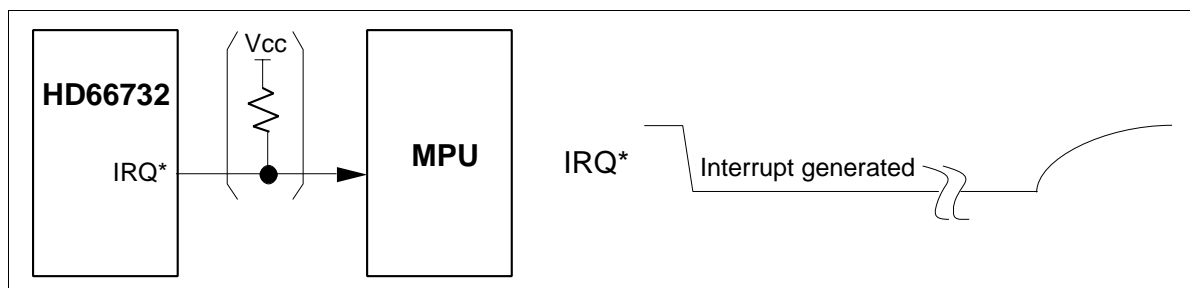 Vcc
HD66732
IRQ*
MPU
IRQ*
Interrupt generated